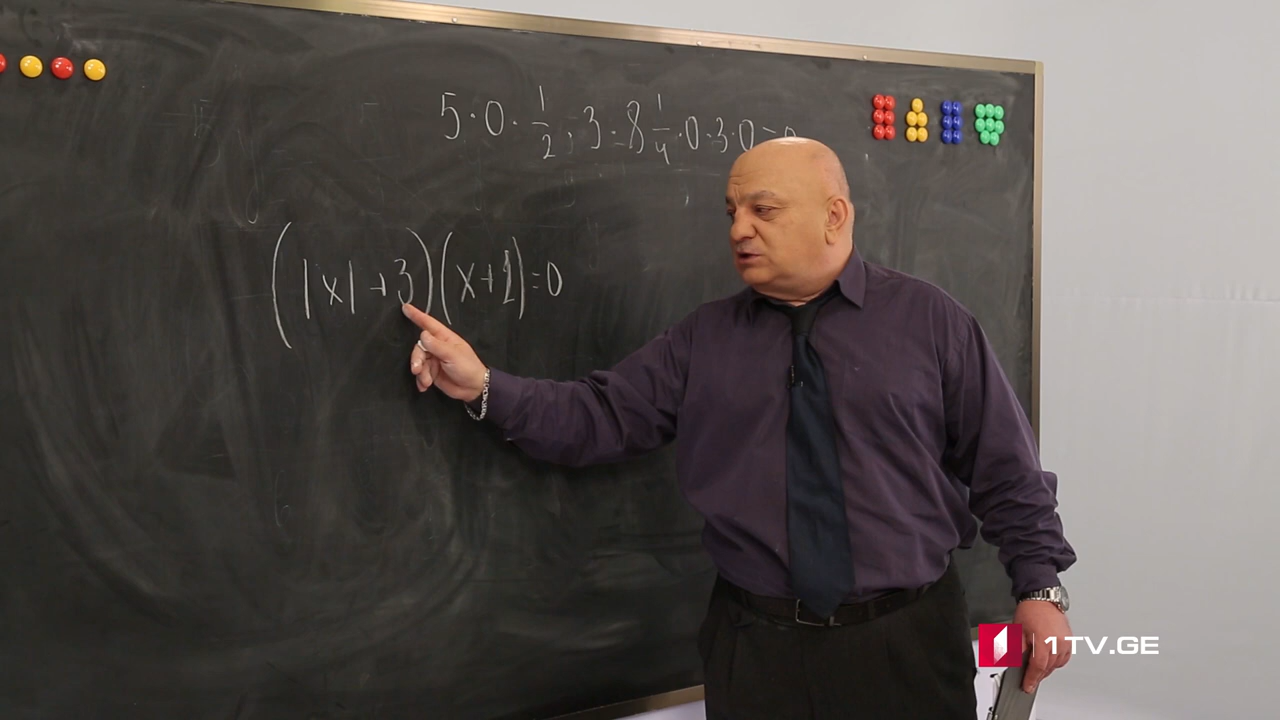 5 · 0 · 1/2 · 3 · 8 1/4 · 0 · 3 · 0 = 0
(|x| + 3)(x + 1) = 0
1TV.GE